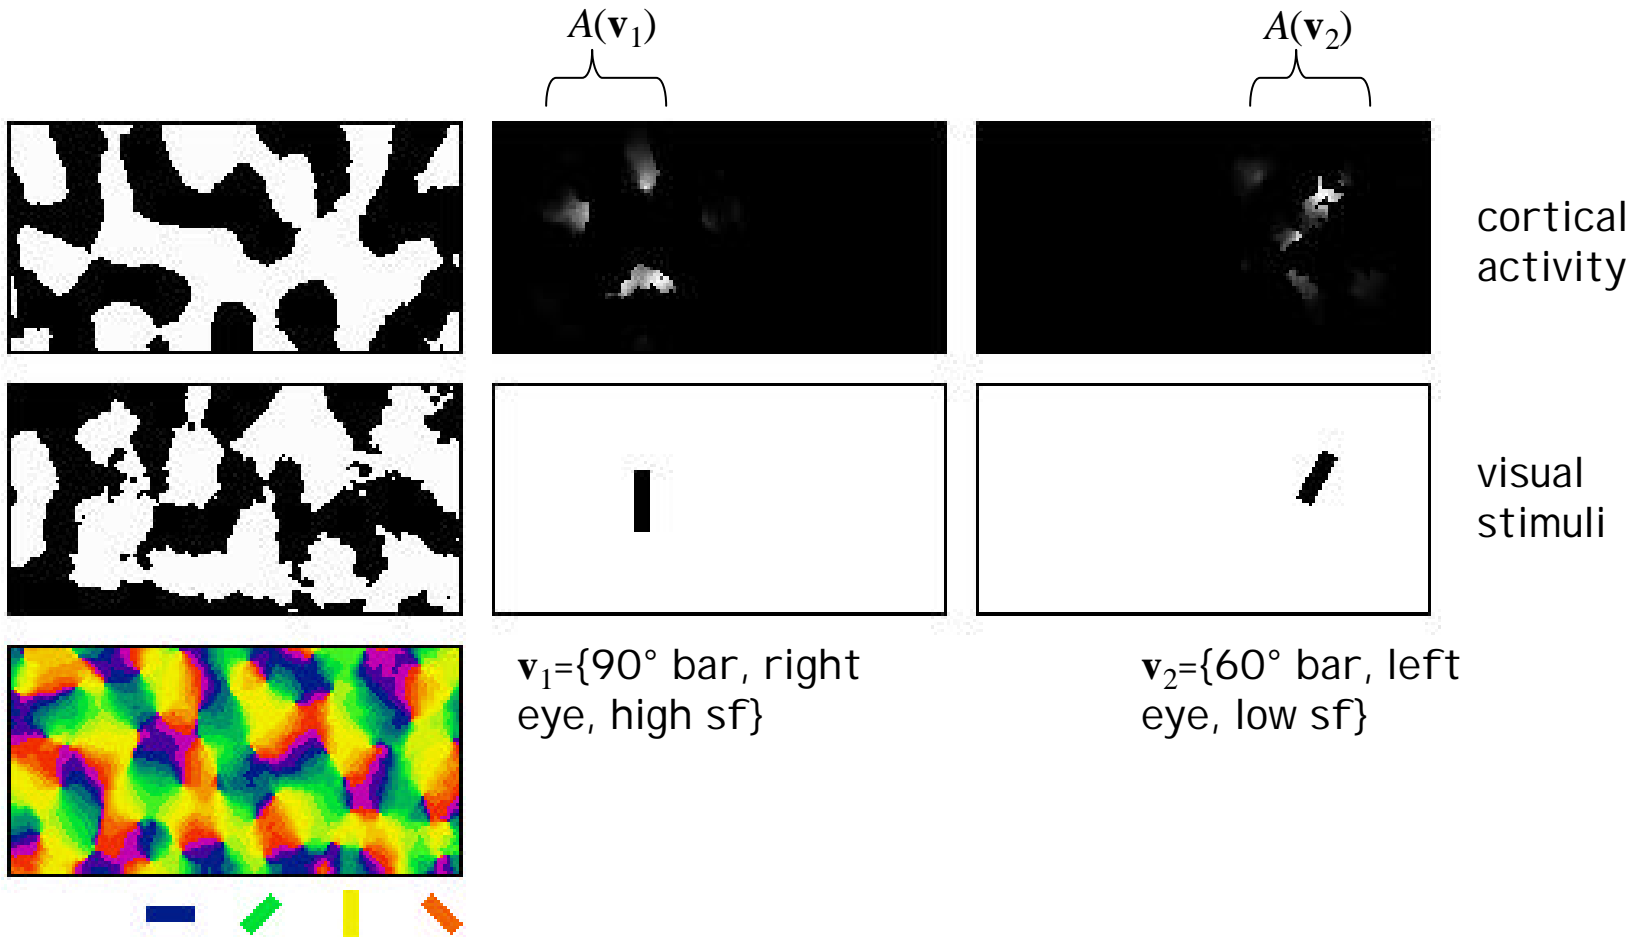 A(v₁)
A(v₂)
cortical
activity
visual
stimuli
v₁={90° bar, right
eye, high sf}
v₂={60° bar, left
eye, low sf}